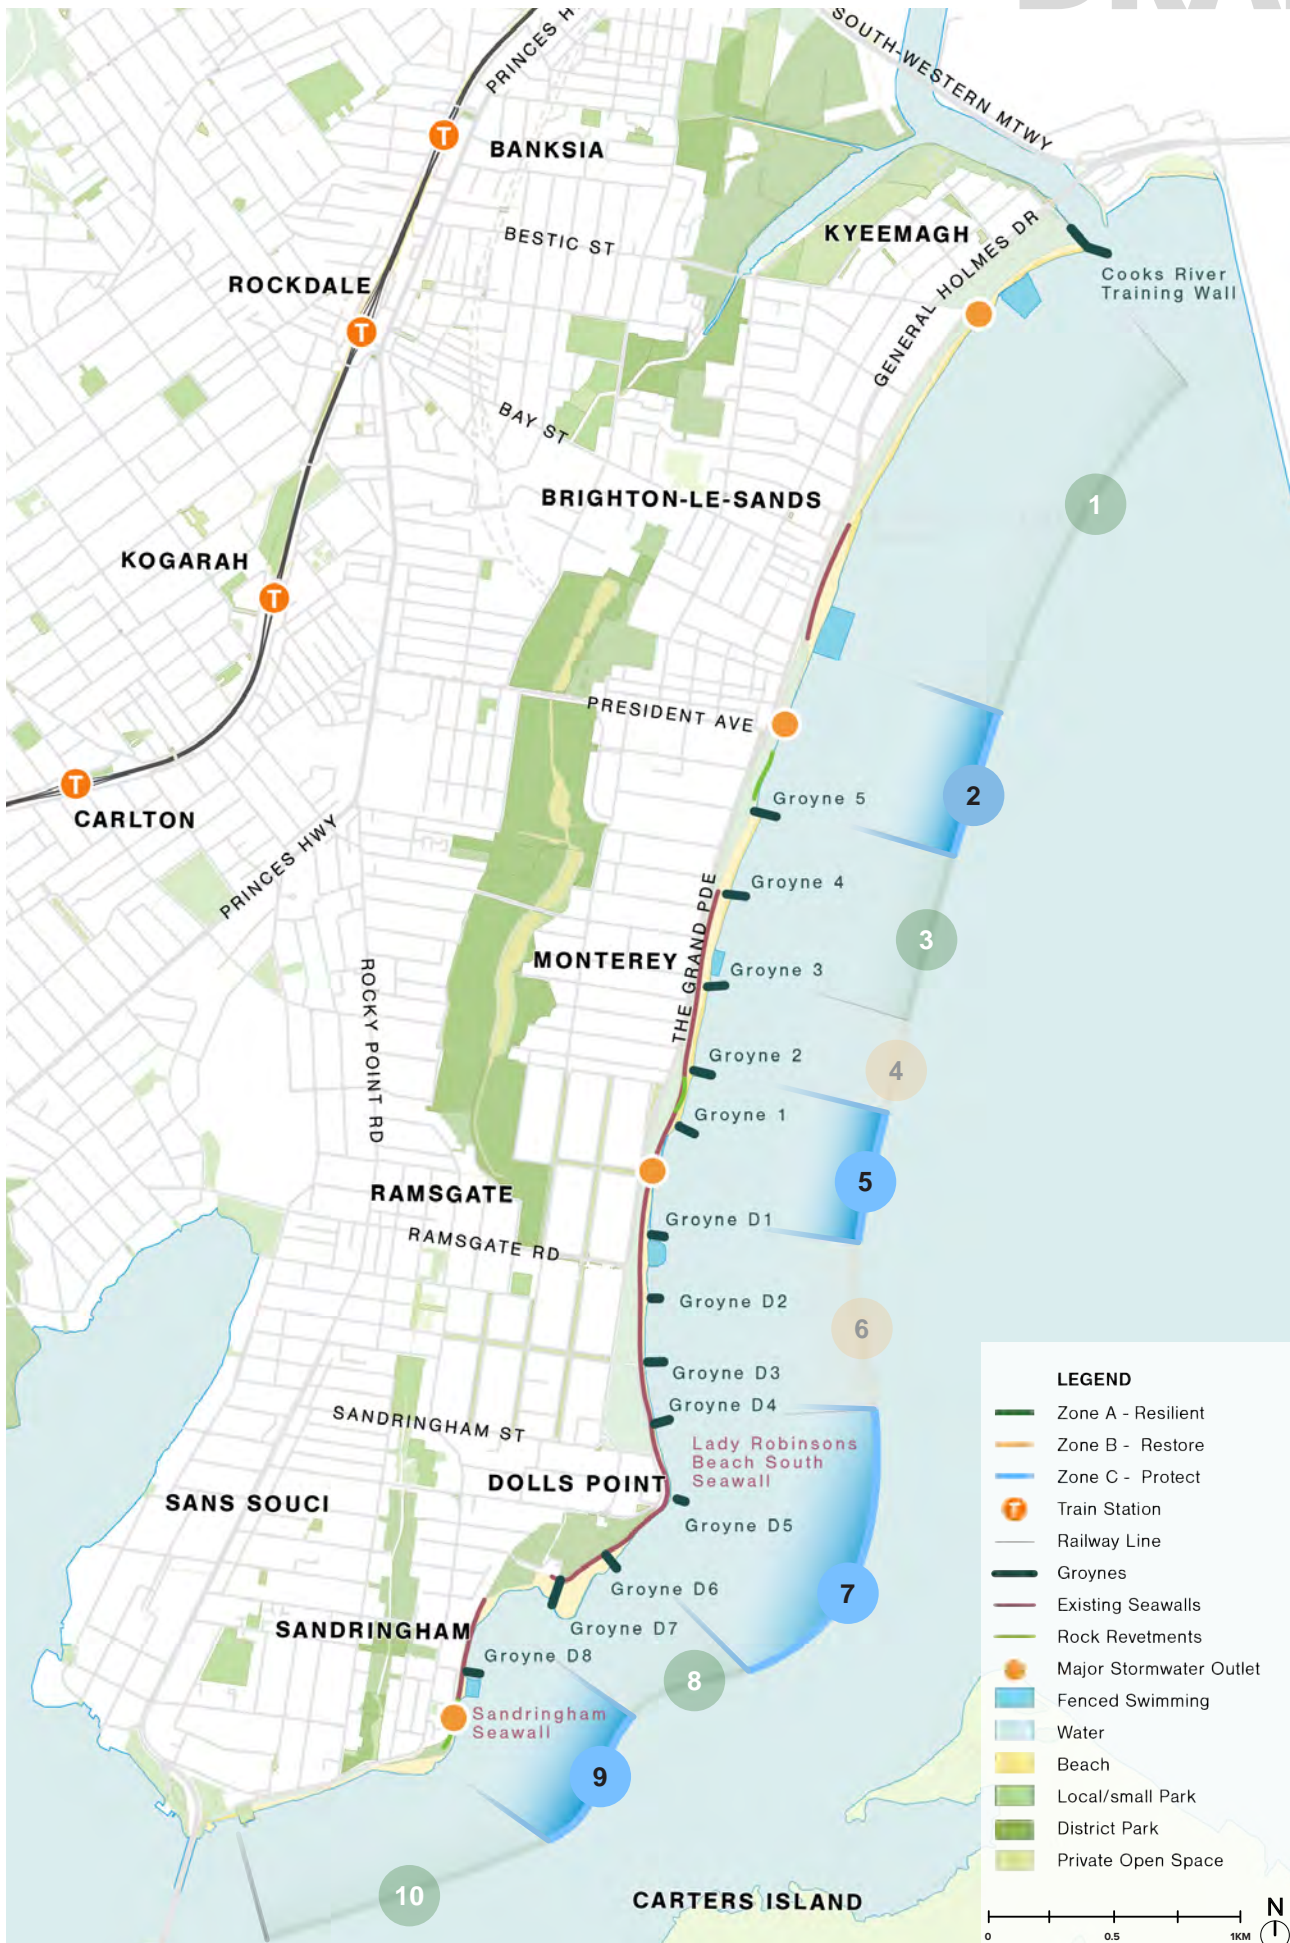 SOUTH-WESTERN MTWY
PRINCES H
T
BANKSIA
BESTIC ST
KYEEMAGH
GENERAL HOLMES DR
Cooks River
Training Wall
ROCKDALE
T
BAY ST
BRIGHTON-LE-SANDS
1
KOGARAH
T
PRESIDENT AVE
T
CARLTON
2
Groyne 5
PRINCES HWY
Groyne 4
THE GRAND PDE
3
MONTEREY
Groyne 3
ROCKY POINT RD
Groyne 2
4
Groyne 1
5
RAMSGATE
Groyne D1
RAMSGATE RD
Groyne D2
6
Groyne D3
Groyne D4
SANDRINGHAM ST
Lady Robinsons
Beach South
Seawall
DOLLS POINT
SANS SOUCI
Groyne D5
7
Groyne D6
Groyne D7
SANDRINGHAM
Groyne D8
8
Sandringham
Seawall
9
10
CARTERS ISLAND
LEGEND
Zone A - Resilient
Zone B - Restore
Zone C - Protect
T Train Station
Railway Line
Groynes
Existing Seawalls
Rock Revetments
Major Stormwater Outlet
Fenced Swimming
Water
Beach
Local/small Park
District Park
Private Open Space
N
0 0.5 1KM